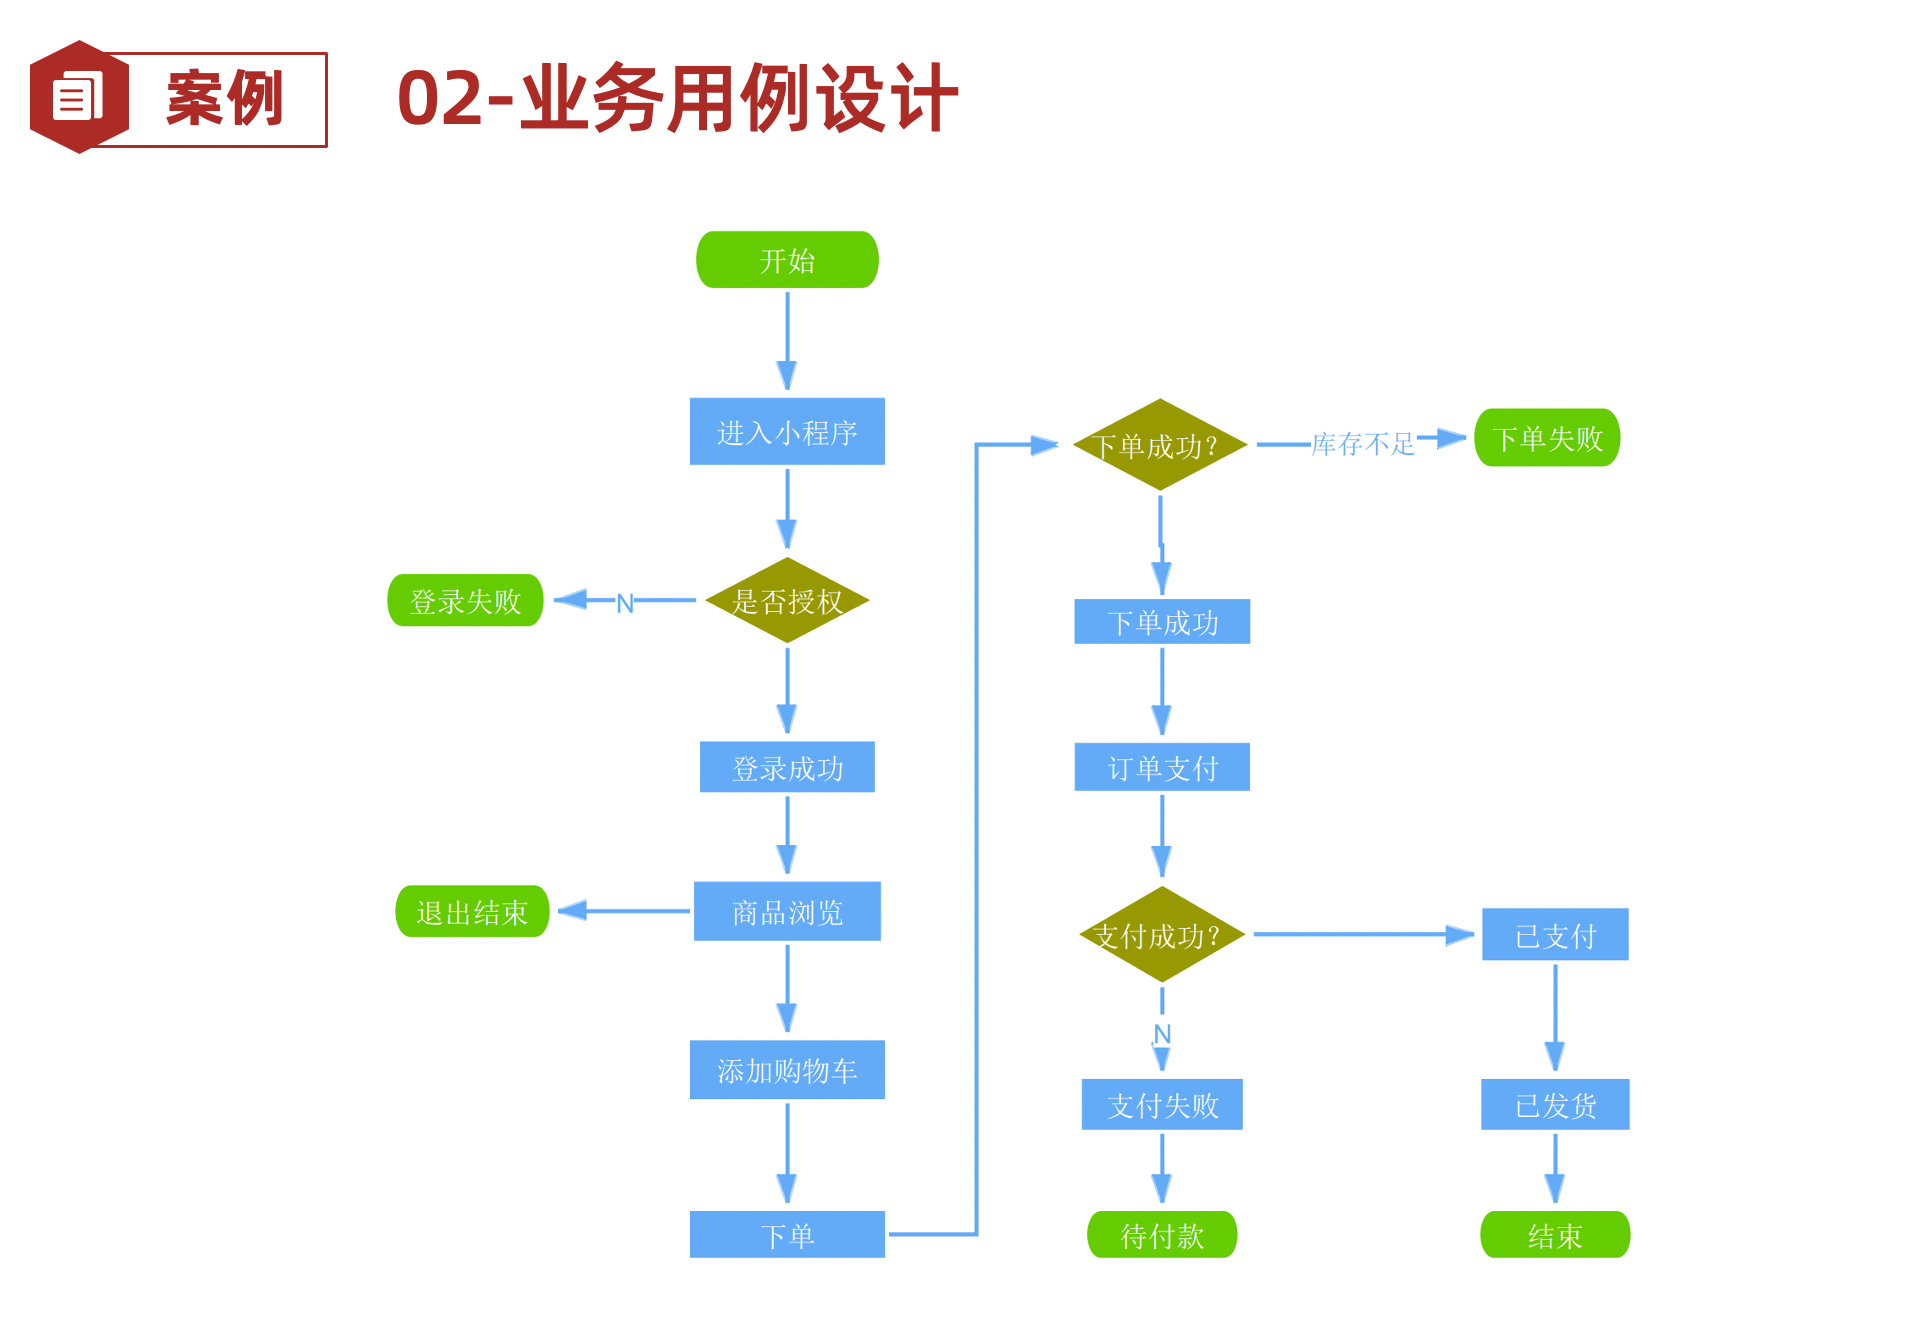 案例
02-业务用例设计
开始
进入小程序
是否授权
N
登录失败
登录成功
商品浏览
退出结束
添加购物车
下单
下单成功？
库存不足
下单失败
下单成功
订单支付
支付成功？
已支付
N
支付失败
已发货
待付款
结束